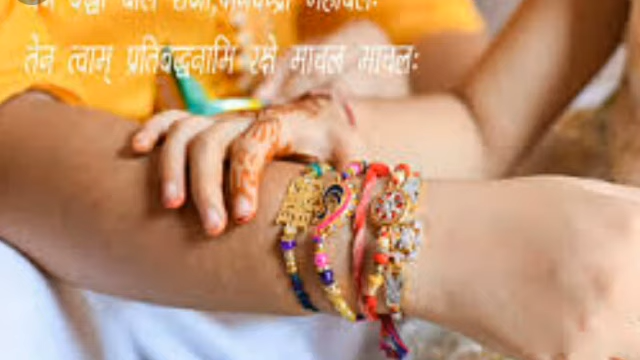 बद्धो बलि राजा,दानवेन्द्रो महाबलः
तेन त्वाम् प्रतिबद्धनामि रक्षे माचल माचलः